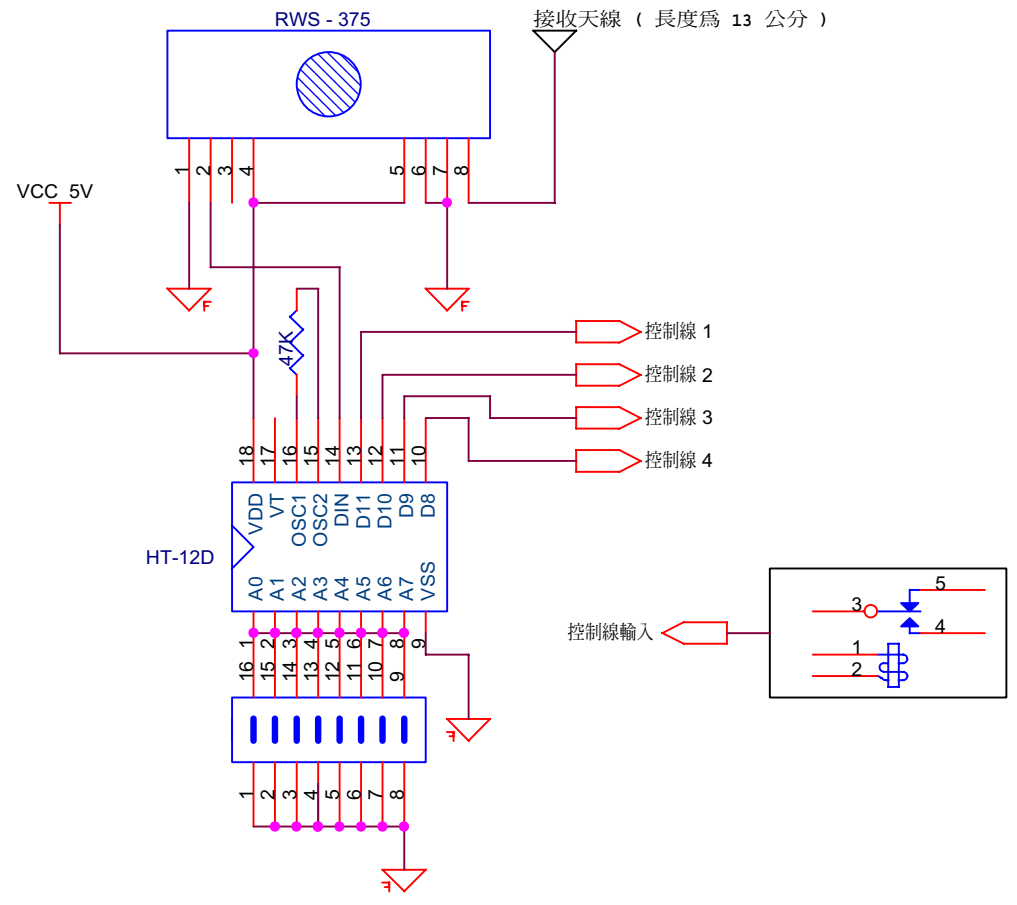 RWS - 375
接收天線 ( 長度爲 13 公分 )
1 2 3 4 5 6 7 8
VCC 5V
F F
47K
控制線 1
控制線 2
控制線 3
控制線 4
18 17 16 15 14 13 12 11 10
VDD VT OSC1 OSC2 DIN D11 D10 D9 D8
HT-12D
A0 A1 A2 A3 A4 A5 A6 A7 VSS
1 2 3 4 5 6 7 8 9
16 15 14 13 12 11 10 9
F
1 2 3 4 5 6 7 8
F
控制線輸入
5
3
4
1
2